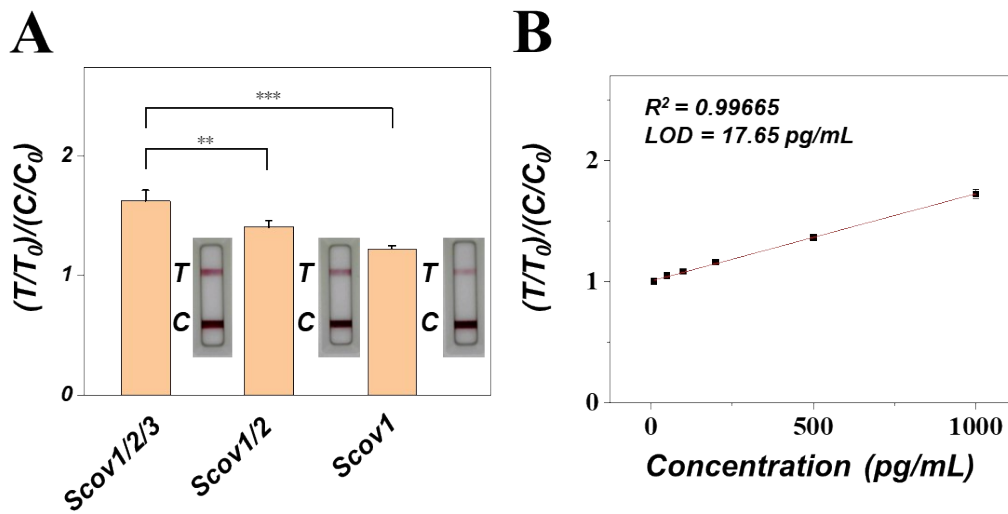 A
(T/T₀)/(C/C₀)
2
1
0
***
**
T
C
T
C
T
C
Scov1/2/3
Scov1/2
Scov1
B
(T/T₀)/(C/C₀)
R² = 0.99665
LOD = 17.65 pg/mL
2
1
0
0
500
1000
Concentration (pg/mL)